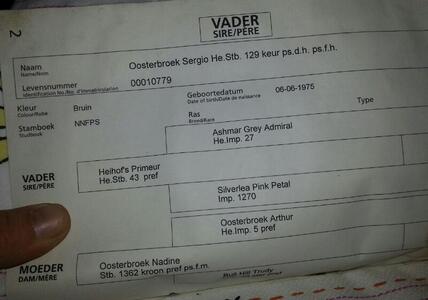 2
VADER
SIRE/PÈRE
Naam
Name/Nom
Oosterbroek Sergio He.Stb. 129 keur ps.d.h. ps.f.h.
Levensnummer
Identification No./No. d'immatriculation
00010779
Geboortedatum
Date of birth/Date de naissance
06-06-1975
Kleur
Colour/Robe
Bruin
Ras
Breed/Race
Type
Stamboek
Studbook
NNFPS
Ashmar Grey Admiral
He.Imp. 27
VADER
SIRE/PÈRE
Heihof's Primeur
He.Stb. 43 pref
Silverlea Pink Petal
Imp. 1270
Oosterbroek Arthur
He.Imp. 5 pref
MOEDER
DAM/MÈRE
Oosterbroek Nadine
Stb. 1362 kroon pref ps.f.m.
Bull Hill Trudy